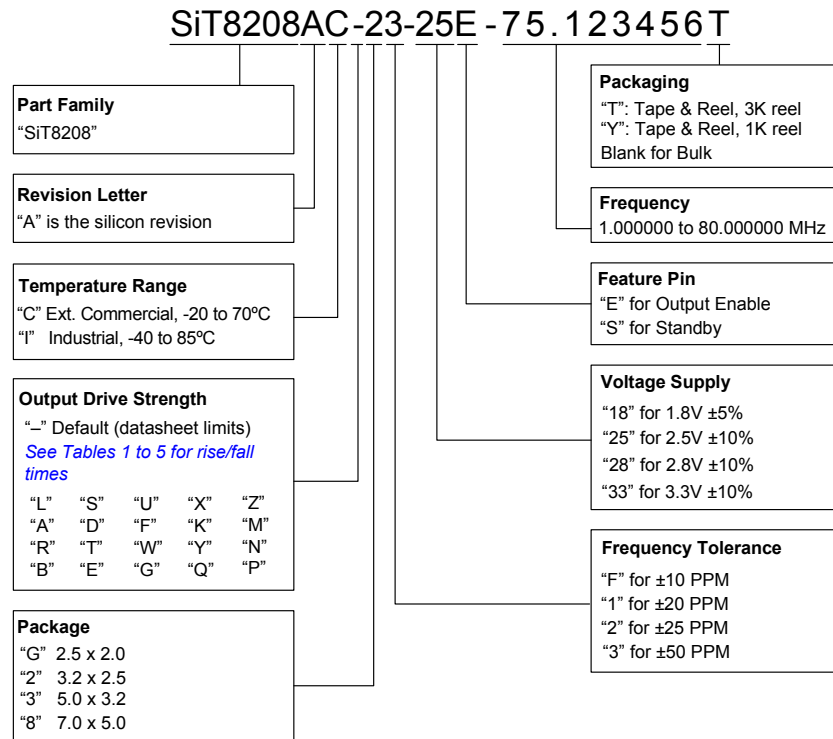 SiT8208AC-23-25E-75.123456T
Part Family
“SiT8208”
Revision Letter
“A” is the silicon revision
Temperature Range
“C” Ext. Commercial, -20 to 70ºC
“I” Industrial, -40 to 85ºC
Output Drive Strength
“–” Default (datasheet limits)
See Tables 1 to 5 for rise/fall
times
“L” “S” “U” “X” “Z”
“A” “D” “F” “K” “M”
“R” “T” “W” “Y” “N”
“B” “E” “G” “Q” “P”
Package
“G” 2.5 x 2.0
“2” 3.2 x 2.5
“3” 5.0 x 3.2
“8” 7.0 x 5.0
Packaging
“T”: Tape & Reel, 3K reel
“Y”: Tape & Reel, 1K reel
Blank for Bulk
Frequency
1.000000 to 80.000000 MHz
Feature Pin
“E” for Output Enable
“S” for Standby
Voltage Supply
“18” for 1.8V ±5%
“25” for 2.5V ±10%
“28” for 2.8V ±10%
“33” for 3.3V ±10%
Frequency Tolerance
“F” for ±10 PPM
“1” for ±20 PPM
“2” for ±25 PPM
“3” for ±50 PPM